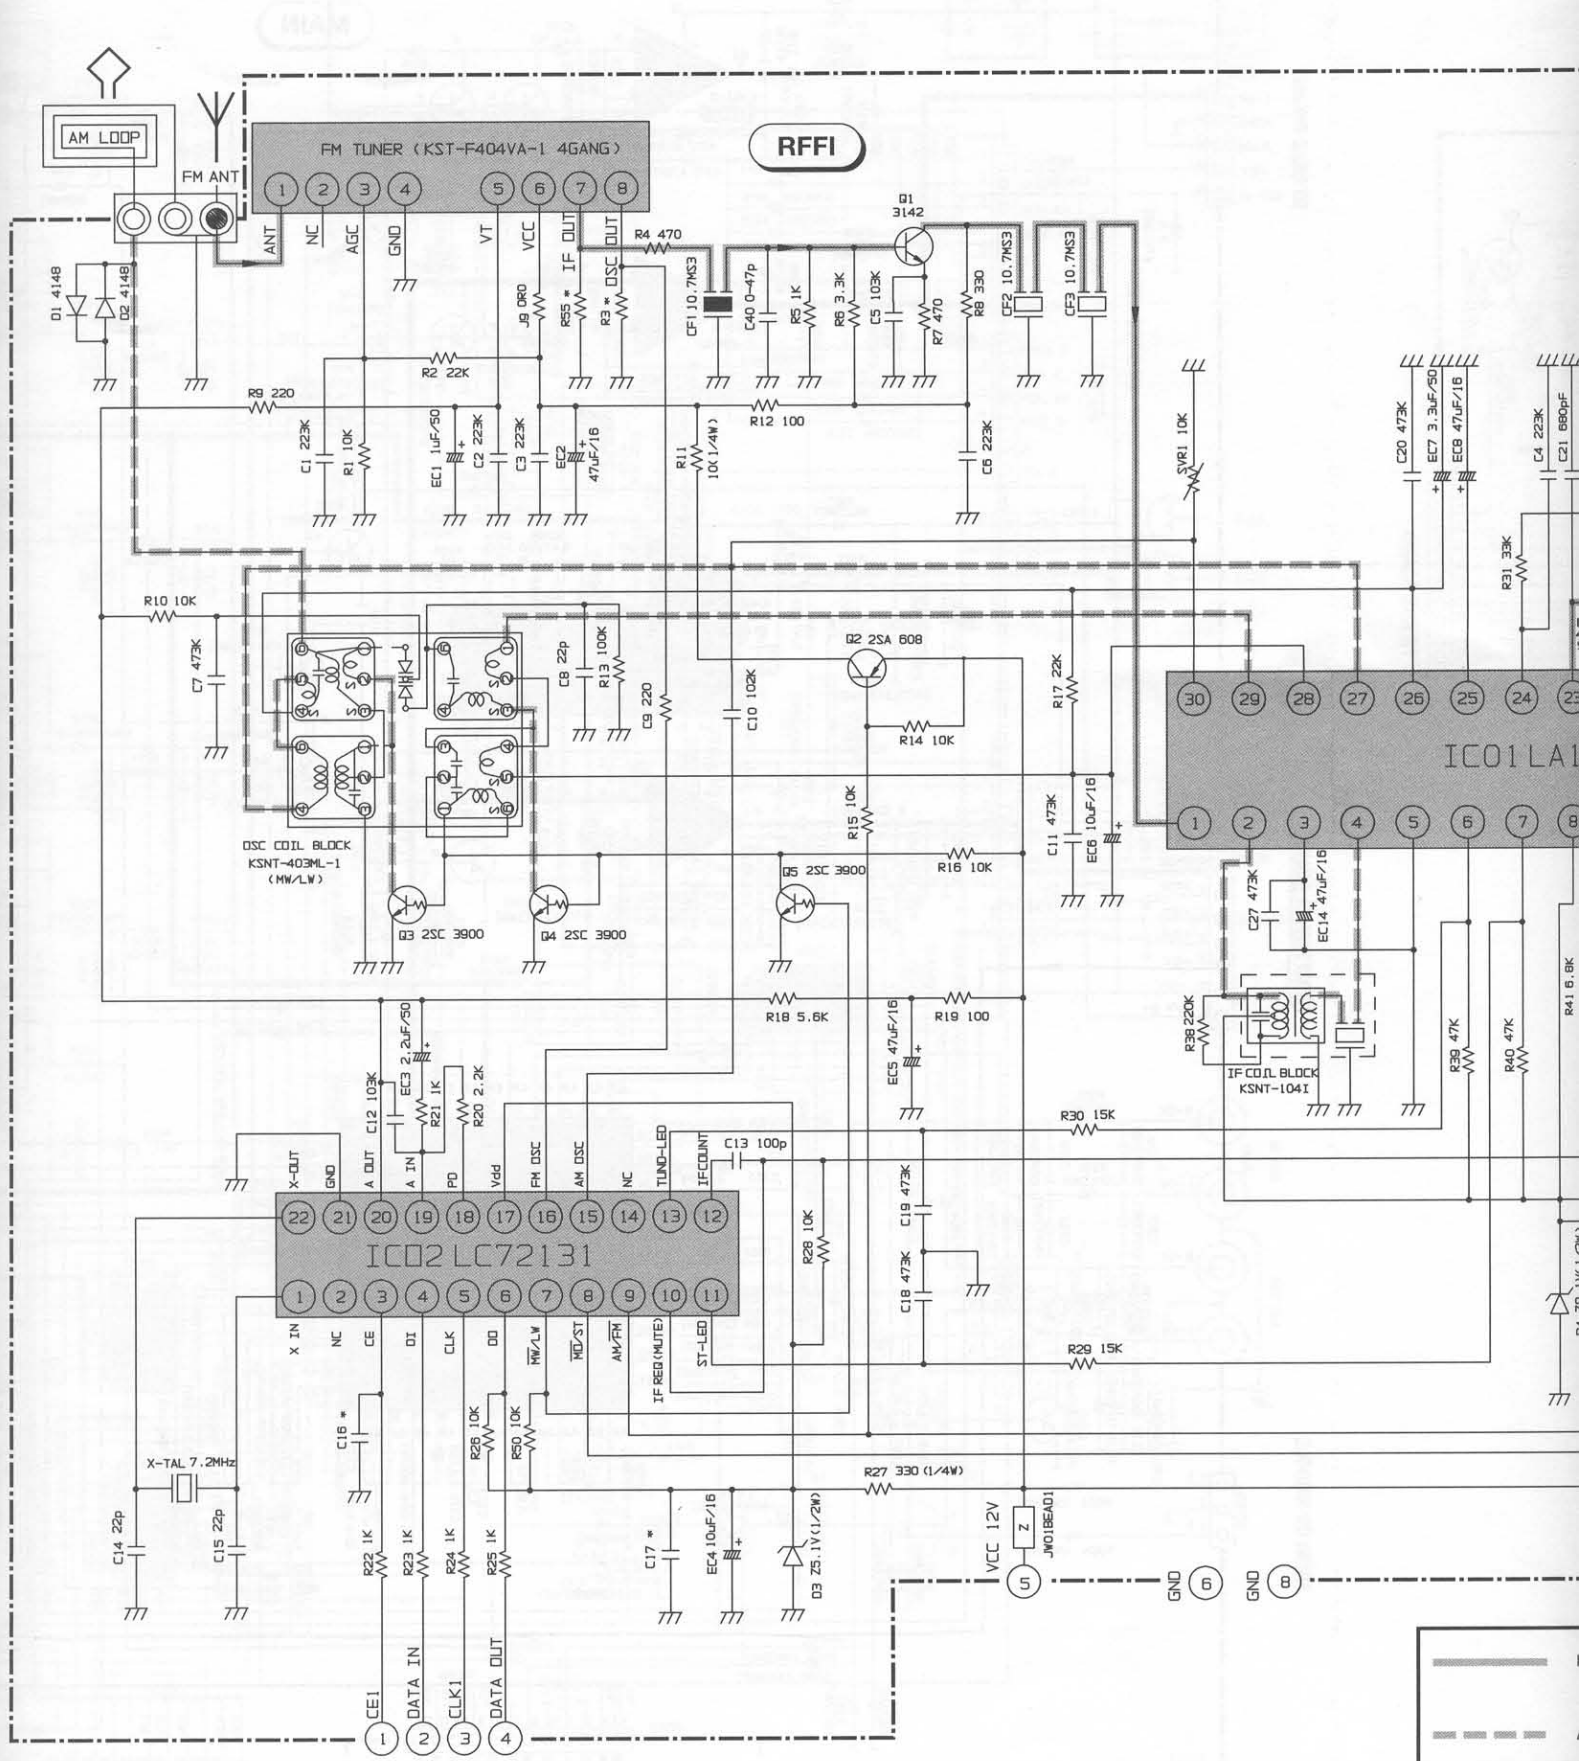 RFFI
AM LOOP
FM ANT
FM TUNER (KST-F404VA-1 4GANG)
1 2 3 4 5 6 7 8
ANT
NC
AGC
GND
VT
VCC
IF OUT
OSC OUT
D1 4148
D2 4148
J9 0R0
R55 *
R3 *
R4 470
CF1 10.7MS3
C40 0-47p
R5 1K
R6 3.3K
C5 103K
Q1
3142
R7 470
R8 330
CF2 10.7MS3
CF3 10.7MS3
R2 22K
R9 220
R12 100
C1 223K
R1 10K
EC1 1uF/50
C2 223K
C3 223K
EC2
47uF/16
R11
10(1/4W)
C6 223K
SVR1 10K
C20 473K
EC7 3.3uF/50
EC8 47uF/16
C4 223K
C21 680pF
R31 33K
R10 10K
C7 473K
C8 22p
R13 100K
C9 220
C10 102K
Q2 2SA 608
R14 10K
R17 22K
R15 10K
C11 473K
EC6 10uF/16
30 29 28 27 26 25 24 23
IC01 LA1
1 2 3 4 5 6 7 8
OSC COIL BLOCK
KSNT-403ML-1
(MW/LW)
R16 10K
Q5 2SC 3900
Q3 2SC 3900
Q4 2SC 3900
C27 473K
EC14 47uF/16
R41 6.8K
R18 5.6K
R19 100
EC5 47uF/16
R38 220K
IF COIL BLOCK
KSNT-104I
R39 47K
R40 47K
C12 103K
EC3 2.2uF/50
R21 1K
R20 2.2K
R30 15K
C13 100p
X-OUT
GND
A OUT
A IN
PD
Vdd
FM OSC
AM OSC
NC
TUND-LED
IFCOUNT
22 21 20 19 18 17 16 15 14 13 12
IC02 LC72131
1 2 3 4 5 6 7 8 9 10 11
X IN
NC
CE
DI
CLK
DO
MW/LW
MO/ST
AM/FM
IF REQ(MUTE)
ST-LED
R28 10K
C19 473K
C18 473K
R29 15K
C16 *
R26 10K
R50 10K
X-TAL 7.2MHz
R27 330 (1/4W)
C14 22p
C15 22p
R22 1K
R23 1K
R24 1K
R25 1K
C17 *
EC4 10uF/16
D3 Z5.1V(1/2W)
VCC 12V
Z
JW01BEAD1
5
GND
6
GND
8
CE1
DATA IN
CLK1
DATA OUT
1 2 3 4